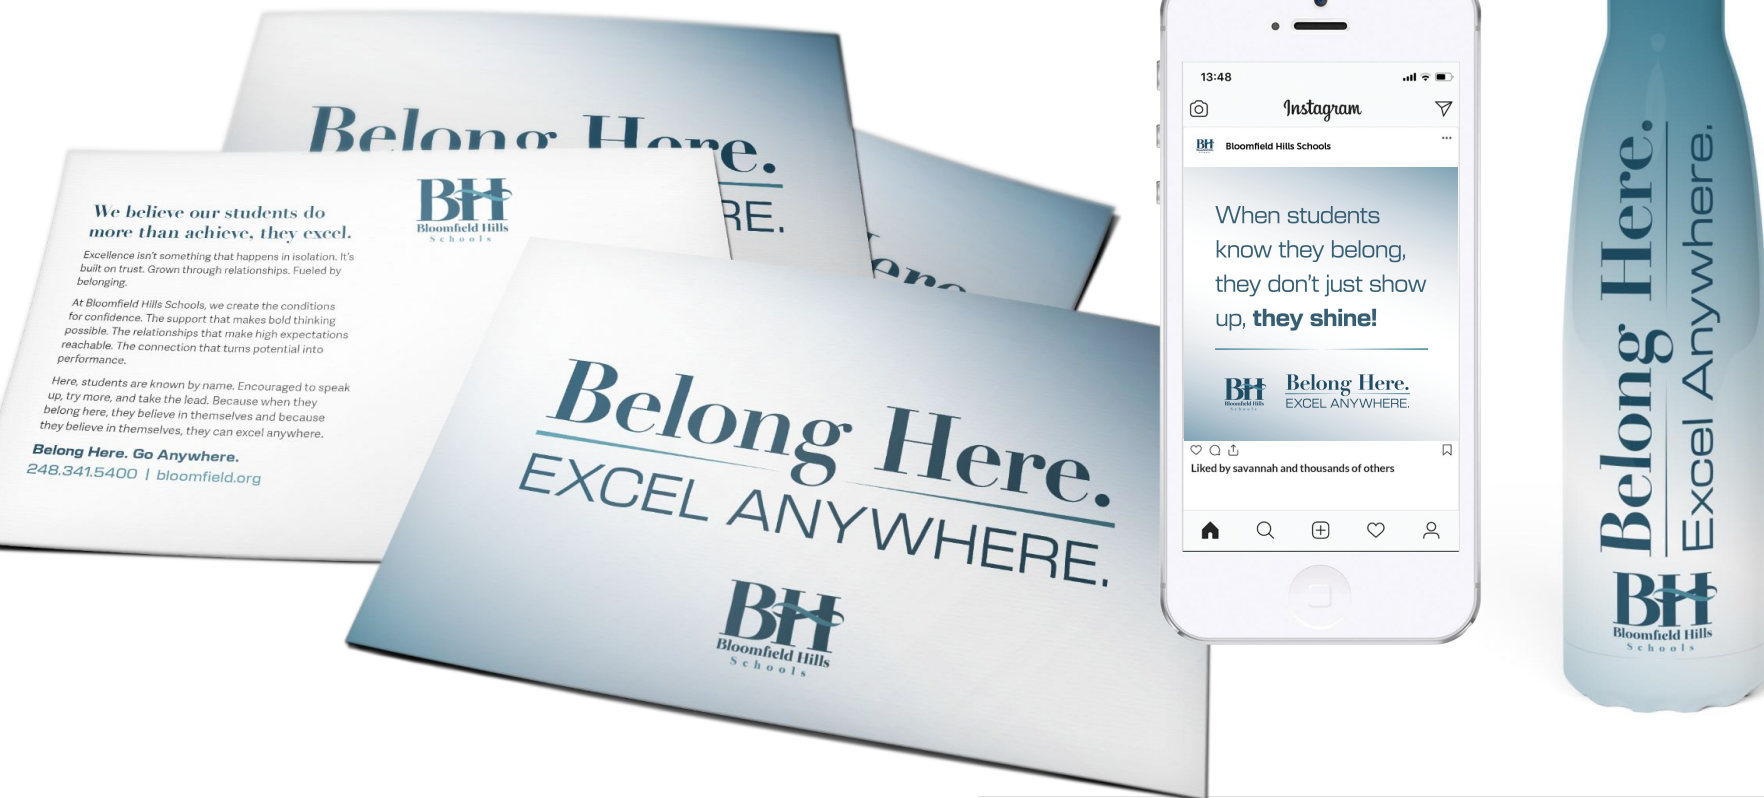 Belong Here.
RE.
We believe our students do
more than achieve, they excel.
Excellence isn't something that happens in isolation. It's
built on trust. Grown through relationships. Fueled by
belonging.
At Bloomfield Hills Schools, we create the conditions
for confidence. The support that makes bold thinking
possible. The relationships that make high expectations
reachable. The connection that turns potential into
performance.
Here, students are known by name. Encouraged to speak
up, try more, and take the lead. Because when they
belong here, they believe in themselves and because
they believe in themselves, they can excel anywhere.
Belong Here. Go Anywhere.
248.341.5400 | bloomfield.org
BH
Bloomfield Hills
Schools
Belong Here.
EXCEL ANYWHERE.
BH
Bloomfield Hills
Schools
13:48
Instagram
BH
Bloomfield Hills Schools
When students
know they belong,
they don't just show
up, they shine!
BH
Bloomfield Hills
Schools
Belong Here.
EXCEL ANYWHERE.
Liked by savannah and thousands of others
Belong Here.
Excel Anywhere.
BH
Bloomfield Hills
Schools